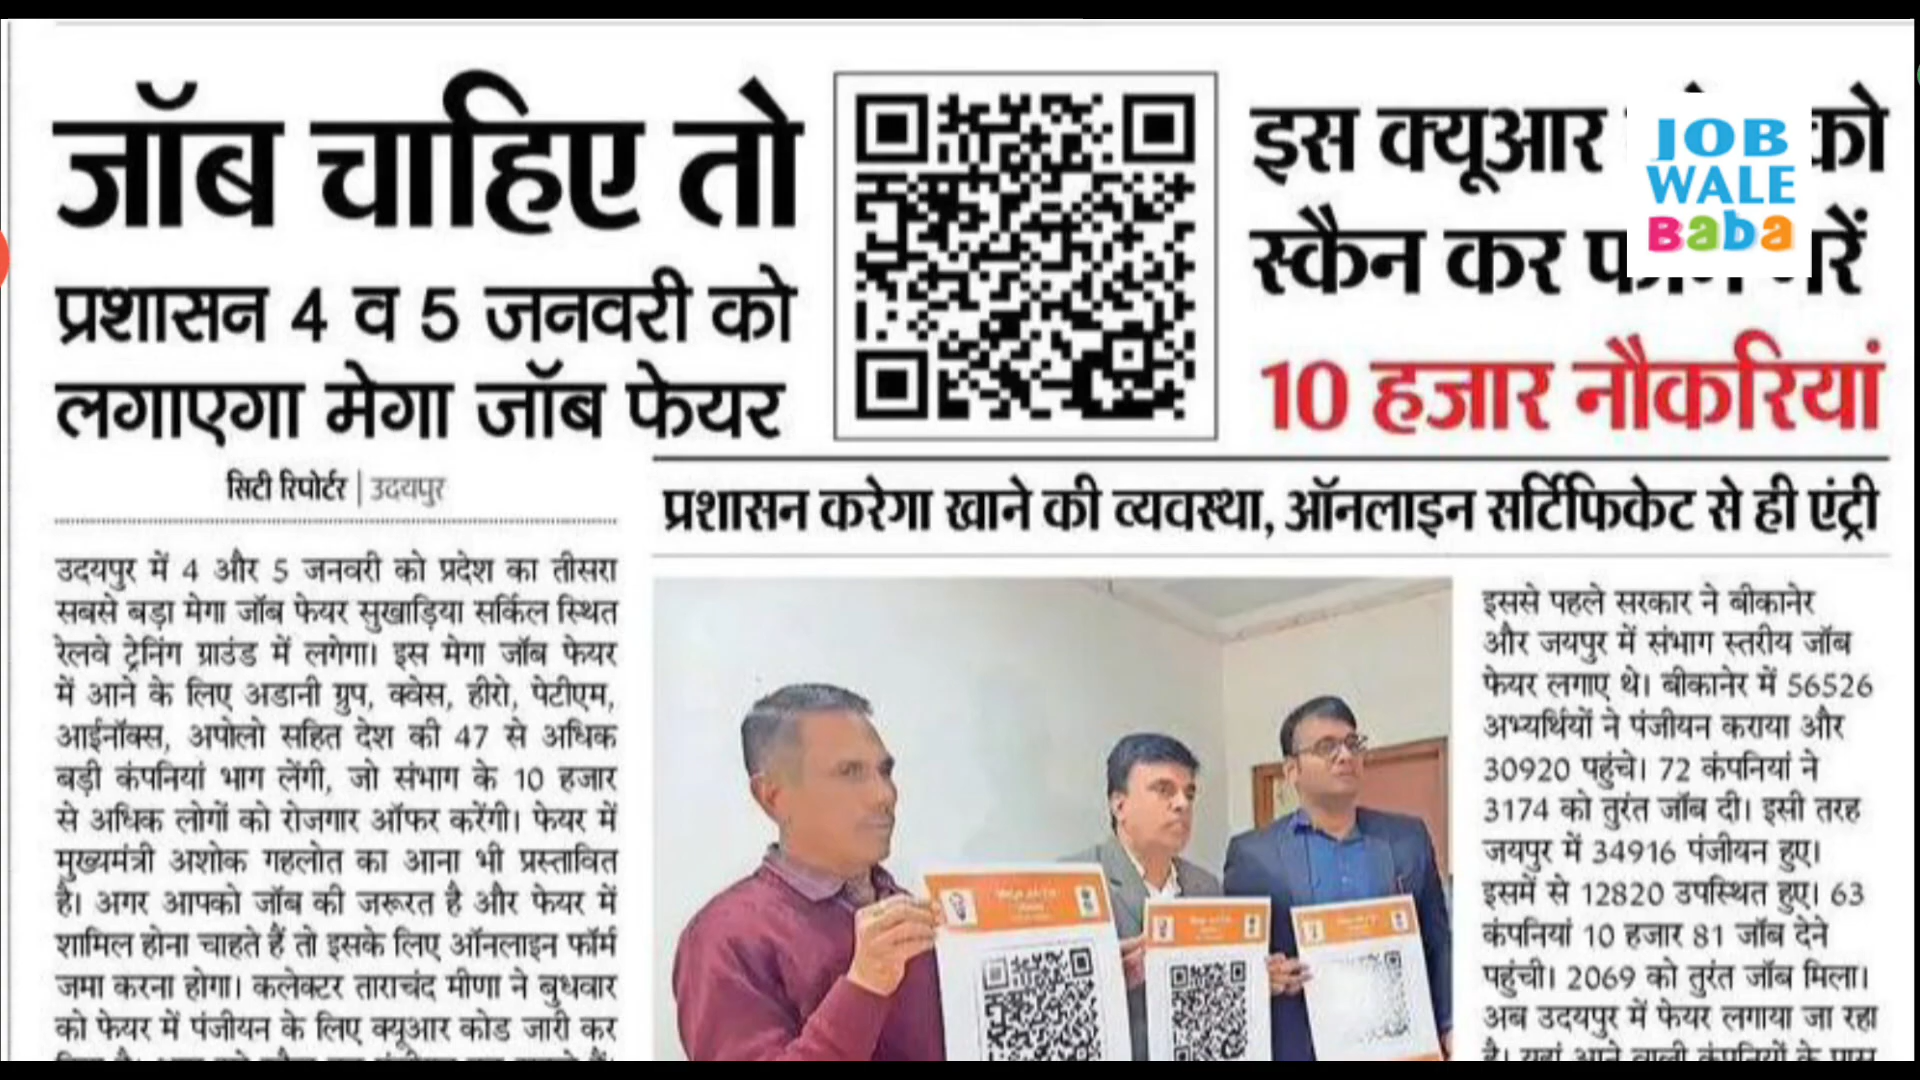 जॉब चाहिए तो
प्रशासन 4 व 5 जनवरी को
लगाएगा मेगा जॉब फेयर
इस क्यूआर को
स्कैन कर
10 हजार नौकरियां
JOB
WALE
Baba
सिटी रिपोर्टर | उदयपुर
प्रशासन करेगा खाने की व्यवस्था, ऑनलाइन सर्टिफिकेट से ही एंट्री
उदयपुर में 4 और 5 जनवरी को प्रदेश का तीसरा
सबसे बड़ा मेगा जॉब फेयर सुखाड़िया सर्किल स्थित
रेलवे ट्रेनिंग ग्राउंड में लगेगा। इस मेगा जॉब फेयर
में आने के लिए अडानी ग्रुप, क्वेस, हीरो, पेटीएम,
आईनॉक्स, अपोलो सहित देश की 47 से अधिक
बड़ी कंपनियां भाग लेंगी, जो संभाग के 10 हजार
से अधिक लोगों को रोजगार ऑफर करेंगी। फेयर में
मुख्यमंत्री अशोक गहलोत का आना भी प्रस्तावित
है। अगर आपको जॉब की जरूरत है और फेयर में
शामिल होना चाहते हैं तो इसके लिए ऑनलाइन फॉर्म
जमा करना होगा। कलेक्टर ताराचंद मीणा ने बुधवार
को फेयर में पंजीयन के लिए क्यूआर कोड जारी कर
इससे पहले सरकार ने बीकानेर
और जयपुर में संभाग स्तरीय जॉब
फेयर लगाए थे। बीकानेर में 56526
अभ्यर्थियों ने पंजीयन कराया और
30920 पहुंचे। 72 कंपनियां ने
3174 को तुरंत जॉब दी। इसी तरह
जयपुर में 34916 पंजीयन हुए।
इसमें से 12820 उपस्थित हुए। 63
कंपनियां 10 हजार 81 जॉब देने
पहुंची। 2069 को तुरंत जॉब मिला।
अब उदयपुर में फेयर लगाया जा रहा
है। यहां आने वाली कंपनियों के पास